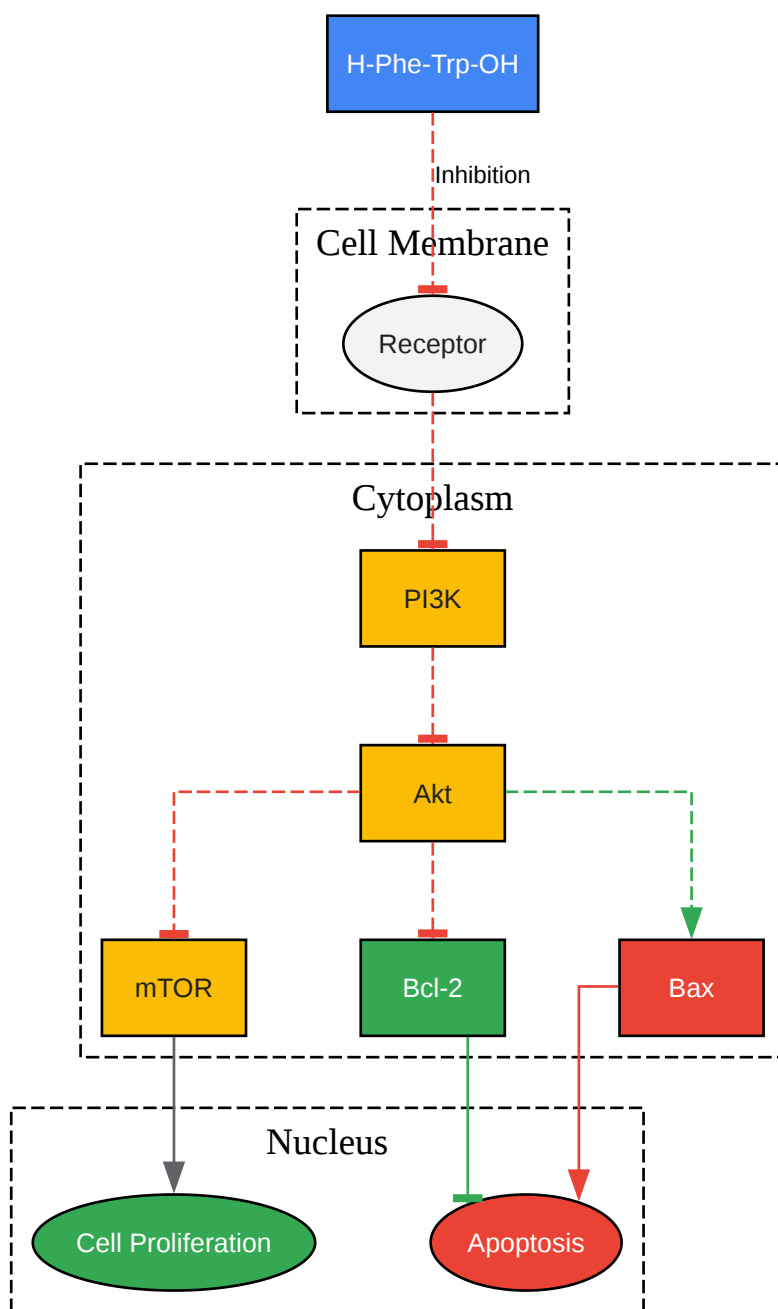 H-Phe-Trp-OH
Inhibition
Cell Membrane
Receptor
Cytoplasm
PI3K
Akt
mTOR
Bcl-2
Bax
Nucleus
Cell Proliferation
Apoptosis